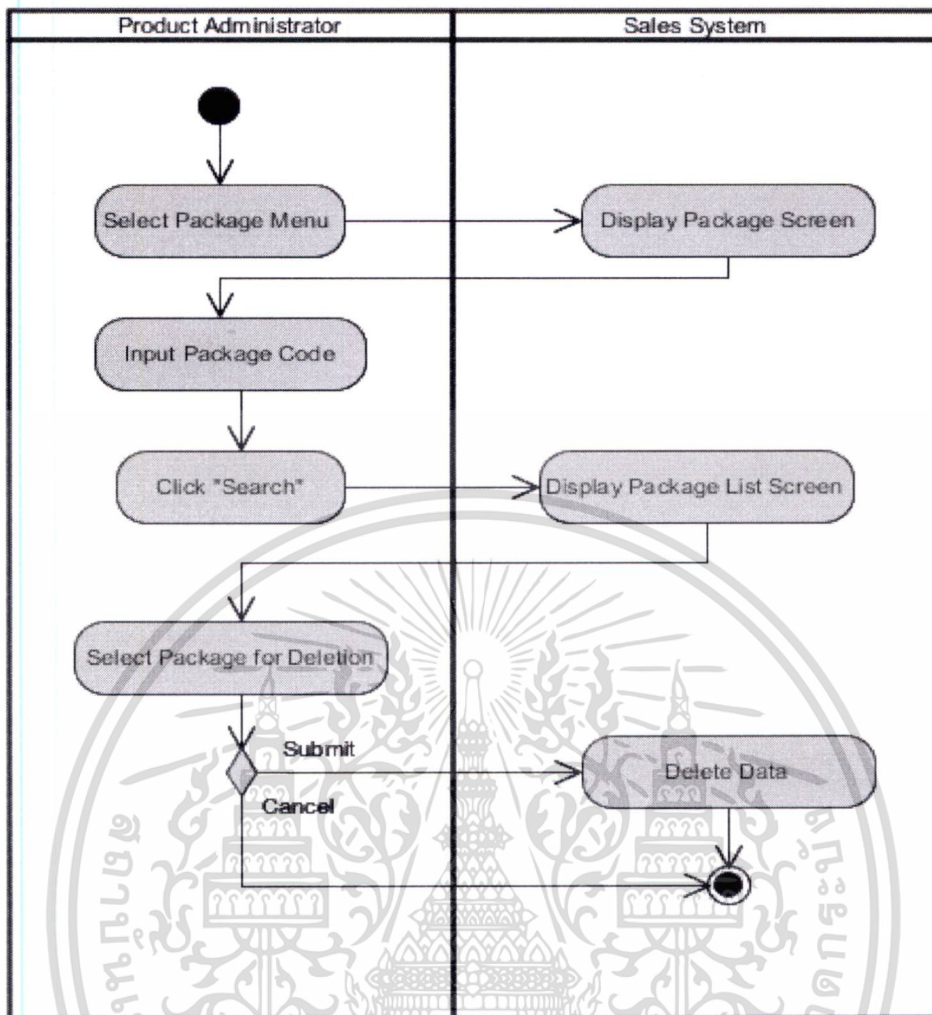 Product Administrator
Sales System
Select Package Menu
Display Package Screen
Input Package Code
Click "Search"
Display Package List Screen
Select Package for Deletion
Submit
Cancel
Delete Data